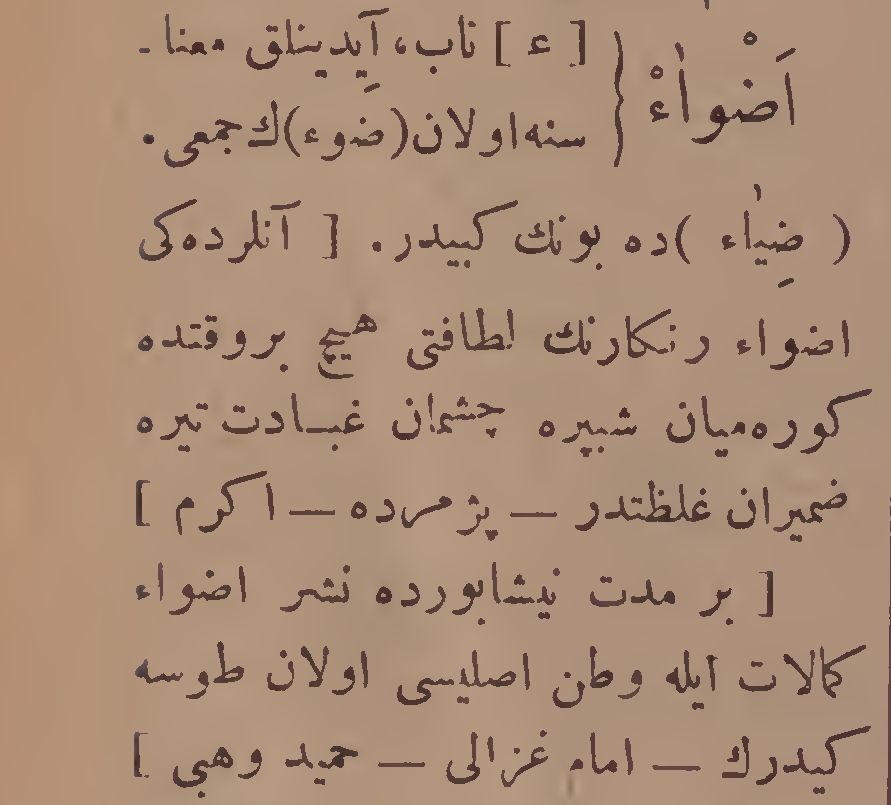 اَضْواءْ } [ ع ] تاب، آیدینلق معنا-
سنه اولان (ضوء)ك جمعی.
( ضِیاء )ده بونك كبیدر. [ آنلرده كی
اضواء رنكارنك لطافتی هیچ بروقتده
كوره میان شبپره چشمان غبادت تیره
ضمیران غلظتدر — پژمرده — اكرم ]
[ بر مدت نیشابورده نشر اضواء
كمالات ایله وطن اصلیسی اولان طوسه
كیدرك — امام غزالی — حمید وهبی ]